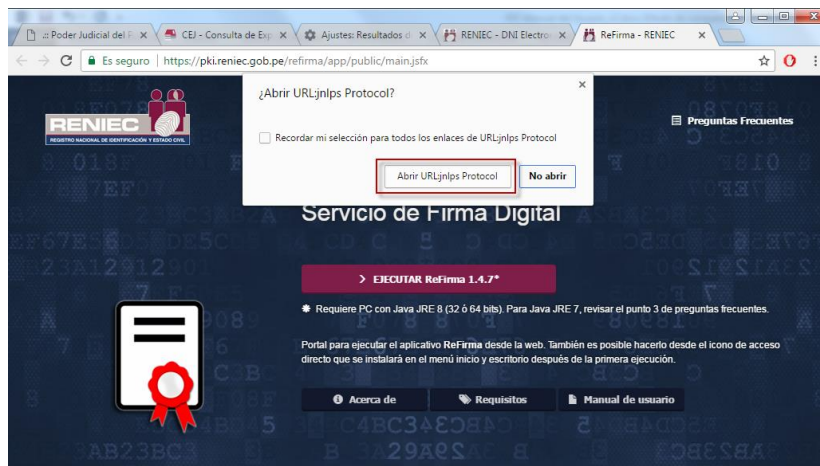 .:: Poder Judicial del P
CEJ - Consulta de Exp
Ajustes: Resultados d
RENIEC - DNI Electro
ReFirma - RENIEC
Es seguro | https://pki.reniec.gob.pe/refirma/app/public/main.jsfx
¿Abrir URL:jnlps Protocol?
Recordar mi selección para todos los enlaces de URL:jnlps Protocol
Abrir URL:jnlps Protocol
No abrir
RENIEC
REGISTRO NACIONAL DE IDENTIFICACIÓN Y ESTADO CIVIL
Preguntas Frecuentes
Servicio de Firma Digital
> EJECUTAR ReFirma 1.4.7*
✱ Requiere PC con Java JRE 8 (32 ó 64 bits). Para Java JRE 7, revisar el punto 3 de preguntas frecuentes.
Portal para ejecutar el aplicativo ReFirma desde la web. También es posible hacerlo desde el icono de acceso
directo que se instalará en el menú inicio y escritorio después de la primera ejecución.
Acerca de
Requisitos
Manual de usuario